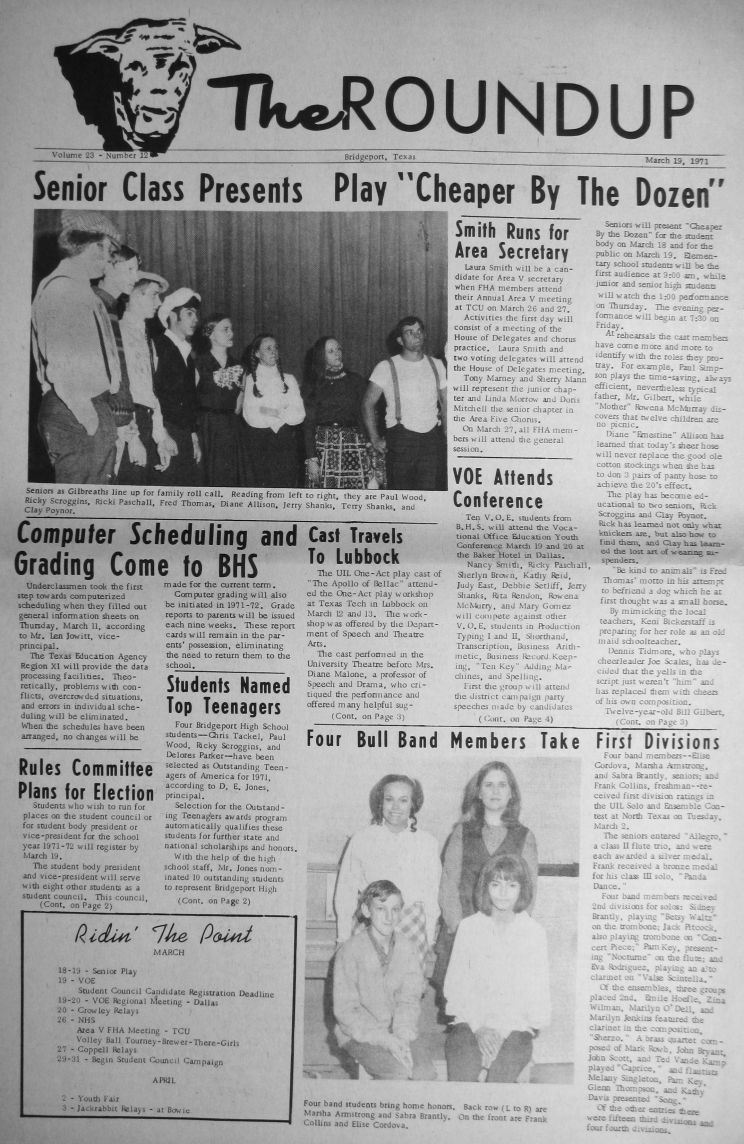 The ROUNDUP
Volume 23 - Number 12
Bridgeport, Texas
March 19, 1971
Senior Class Presents Play "Cheaper By The Dozen"
Seniors as Gilbreaths line up for family roll call. Reading from left to right, they are Paul Wood,
Ricky Scroggins, Ricki Paschall, Fred Thomas, Diane Allison, Jerry Shanks, Terry Shanks, and
Clay Poynor.
Smith Runs for
Area Secretary
Laura Smith will be a can-
didate for Area V secretary
when FHA members attend
their Annual Area V meeting
at TCU on March 26 and 27.
Activities the first day will
consist of a meeting of the
House of Delegates and chorus
practice. Laura Smith and
two voting delegates will attend
the House of Delegates meeting.
Tony Marney and Sherry Mann
will represent the junior chap-
ter and Linda Morrow and Doris
Mitchell the senior chapter in
the Area Five Chorus.
On March 27, all FHA mem-
bers will attend the general
session.
VOE Attends
Conference
Ten V.O.E. students from
B.H.S. will attend the Voca-
tional Office Education Youth
Conference March 19 and 20 at
the Baker Hotel in Dallas.
Nancy Smith, Ricky Paschall,
Sherlyn Brown, Kathy Reid,
Judy East, Debbie Setliff, Jerry
Shanks, Rita Rendon, Rowena
McMurry, and Mary Gomez
will compete against other
V.O.E. students in Production
Typing I and II, Shorthand,
Transcription, Business Arith-
metic, Business Record Keep-
ing, "Ten Key" Adding Ma-
chines, and Spelling.
First the group will attend
the district campaign party
speeches made by candidates
(Cont. on Page 4)
Seniors will present "Cheaper
By the Dozen" for the student
body on March 18 and for the
public on March 19. Elemen-
tary school students will be the
first audience at 9:00 am, while
junior and senior high students
will watch the 1:00 performance
on Thursday. The evening per-
formance will begin at 7:30 on
Friday.
At rehearsals the cast members
have come more and more to
identify with the roles they pro-
tray. For example, Paul Simp-
son plays the time-saving, always
efficient, nevertheless typical
father, Mr. Gilbert, while
"Mother" Rowena McMurray dis-
covers that twelve children are
no picnic.
Diane "Ernestine" Allison has
learned that today's sheer hose
will never replace the good ole
cotton stockings when she has
to don 3 pairs of panty hose to
achieve the 20's effect.
The play has become ed-
ucational to two seniors, Rick
Scroggins and Clay Poynor.
Rick has learned not only what
knickers are, but also how to
find them, and Clay has learn-
ed the lost art of wearing su-
spenders.
"Be kind to animals" is Fred
Thomas' motto in his attempt
to befriend a dog which he at
first thought was a small horse.
By mimicking the local
teachers, Keni Bickerstaff is
preparing for her role as an old
maid schoolteacher.
Dennis Tidmore, who plays
cheerleader Joe Scales, has de-
cided that the yells in the
script just weren't "him" and
has replaced them with cheers
of his own composition.
Twelve-year-old Bill Gilbert,
(Cont. on Page 3)
Computer Scheduling and
Grading Come to BHS
Underclassmen took the first
step towards computerized
scheduling when they filled out
general information sheets on
Thursday, March 11, according
to Mr. Len Jowitt, vice-
principal.
The Texas Education Agency
Region XI will provide the data
processing facilities. Theo-
retically, problems with con-
flicts, overcrowded situations,
and errors in individual sche-
duling will be eliminated.
When the schedules have been
arranged, no changes will be
made for the current term.
Computer grading will also
be initiated in 1971-72. Grade
reports to parents will be issued
each nine weeks. These report
cards will remain in the par-
ents' possession, eliminating
the need to return them to the
school.
Cast Travels
To Lubbock
The UIL One-Act play cast of
"The Apollo of Bellac" attend-
ed the One-Act play workshop
at Texas Tech in Lubbock on
March 12 and 13. The work-
shop was offered by the Depart-
ment of Speech and Theatre
Arts.
The cast performed in the
University Theatre before Mrs.
Diane Malone, a professor of
Speech and Drama, who cri-
tiqued the performance and
offered many helpful sug-
(Cont. on Page 3)
Students Named
Top Teenagers
Four Bridgeport High School
students—Chris Tackel, Paul
Wood, Ricky Scroggins, and
Delores Parker—have been
selected as Outstanding Teen-
agers of America for 1971,
according to D. E. Jones,
principal.
Selection for the Outstand-
ing Teenagers awards program
automatically qualifies these
students for further state and
national scholarships and honors.
With the help of the high
school staff, Mr. Jones nom-
inated 10 outstanding students
to represent Bridgeport High
(Cont. on Page 2)
Rules Committee
Plans for Election
Students who wish to run for
places on the student council or
for student body president or
vice-president for the school
year 1971-72 will register by
March 19.
The student body president
and vice-president will serve
with eight other students as a
student council. This council,
(Cont. on Page 2)
Ridin' The Point
MARCH
18-19 - Senior Play
19 - VOE
Student Council Candidate Registration Deadline
19-20 - VOE Regional Meeting - Dallas
20 - Crowley Relays
26 - NHS
Area V FHA Meeting - TCU
Volley Ball Tourney-Brewer-There-Girls
27 - Coppell Relays
29-31 - Begin Student Council Campaign
APRIL
2 - Youth Fair
3 - Jackrabbit Relays - at Bowie
Four Bull Band Members Take First Divisions
Four band students bring home honors. Back row (L to R) are
Marsha Armstrong and Sabra Brantly. On the front are Frank
Collins and Elise Cordova.
Four band members--Elise
Cordova, Marsha Armstrong,
and Sabra Brantly, seniors; and
Frank Collins, freshman--re-
ceived first division ratings in
the UIL Solo and Ensemble Con-
test at North Texas on Tuesday,
March 2.
The seniors entered "Allegro,"
a class II flute trio, and were
each awarded a silver medal.
Frank received a bronze medal
for his class III solo, "Panda
Dance."
Four band members received
2nd divisions for solos: Sidney
Brantly, playing "Betsy Waltz"
on the trombone; Jack Pitcock,
also playing trombone on "Con-
cert Piece;" Pam Key, present-
ing "Nocturne" on the flute; and
Eva Rodriguez, playing an alto
clarinet on "Valse Scintella."
Of the ensembles, three groups
placed 2nd. Emile Hoefle, Zina
Wilman, Marilyn O'Dell, and
Marilyn Jenkins featured the
clarinet in the composition,
"Sherzo." A brass quartet com-
posed of Mark Rowh, John Bryant,
John Scott, and Ted Vande Kamp
played "Caprice," and flautists
Melany Singleton, Pam Key,
Glenn Thompson, and Kathy
Davis presented "Song."
Of the other entries there
were fifteen third divisions and
four fourth divisions.